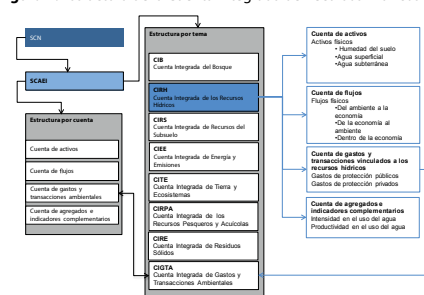 SCN
SCAEI
Estructura por cuenta
Cuenta de activos
Cuenta de flujos
Cuenta de gastos y
transacciones ambientales
Cuenta de agregados e
indicadores complementarios
Estructura por tema
CIB
Cuenta Integrada del Bosque
CIRH
Cuenta Integrada de los Recursos
Hídricos
CIRS
Cuenta Integrada de Recursos del
Subsuelo
CIEE
Cuenta Integrada de Energía y
Emisiones
CITE
Cuenta Integrada de Tierra y
Ecosistemas
CIRPA
Cuenta Integrada de los
Recursos Pesqueros y Acuícolas
CIRE
Cuenta Integrada de Residuos
Sólidos
CIGTA
Cuenta Integrada de Gastos y
Transacciones Ambientales
Cuenta de activos
Activos físicos
•Humedad del suelo
•Agua superficial
•Agua subterránea
Cuenta de flujos
Flujos físicos
•Del ambiente a la
economía
•De la economía al
ambiente
•Dentro de la economía
Cuenta de gastos y
transacciones vinculados a los
recursos hídricos
Gastos de protección públicos
Gastos de protección privados
Cuenta de agregados e
indicadores complementarios
Intensidad en el uso del agua
Productividad en el uso del agua